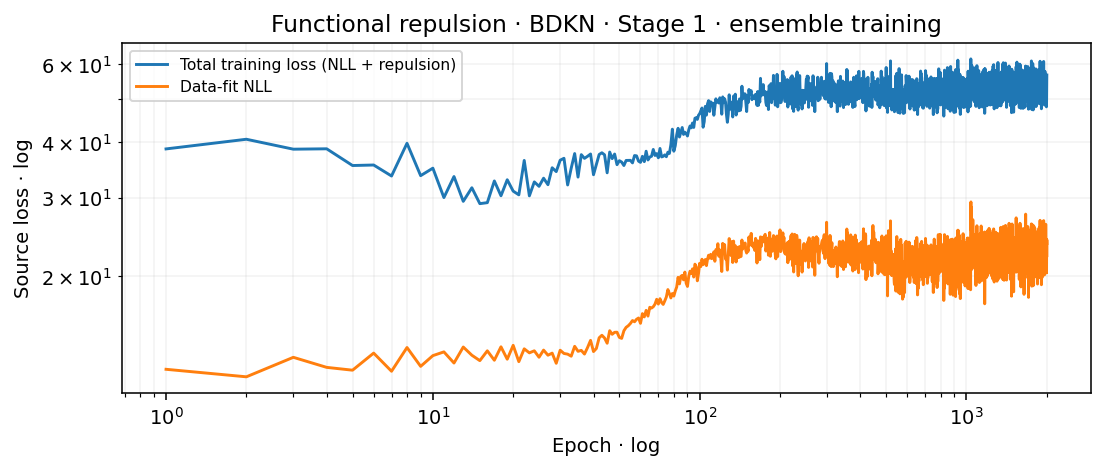 Functional repulsion · BDKN · Stage 1 · ensemble training
Total training loss (NLL + repulsion)
Data-fit NLL
Source loss · log
6 × 10¹
4 × 10¹
3 × 10¹
2 × 10¹
10⁰
10¹
10²
10³
Epoch · log